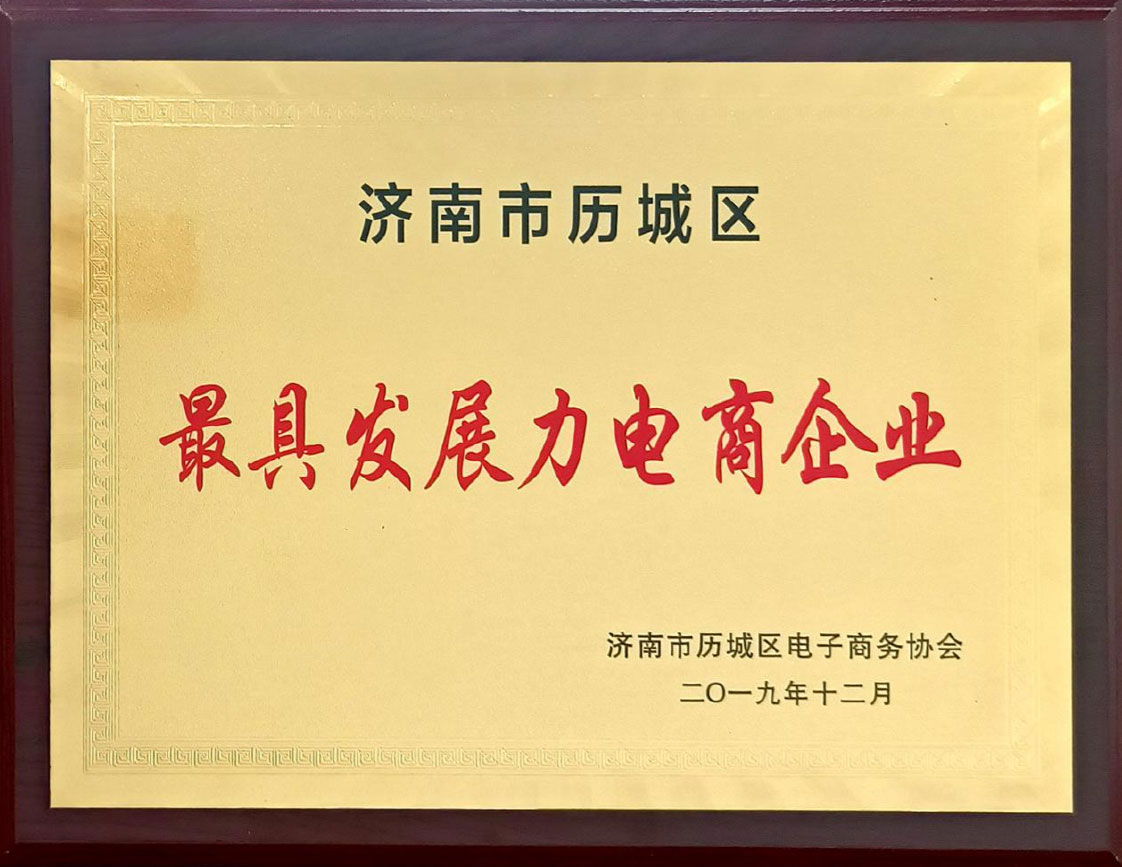 济南市历城区
最具发展力电商企业
济南市历城区电子商务协会
二〇一九年十二月